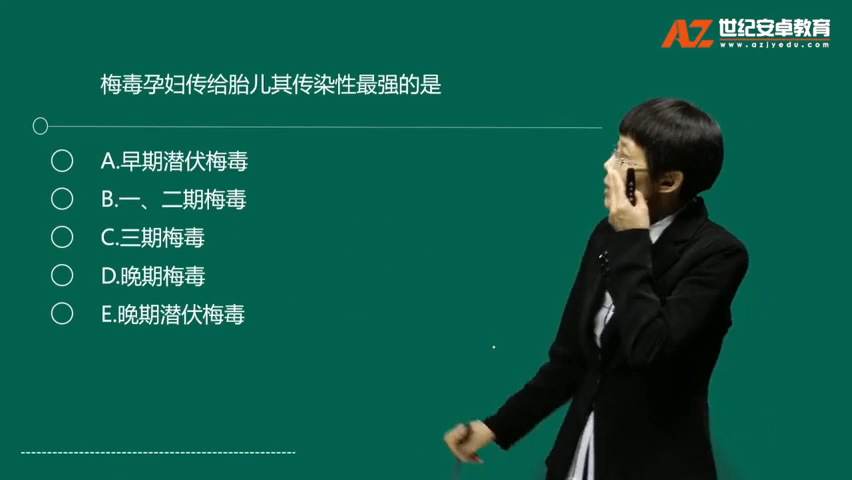 AZ 世纪安卓教育
www.azjyedu.com
梅毒孕妇传给胎儿其传染性最强的是
A.早期潜伏梅毒
B.一、二期梅毒
C.三期梅毒
D.晚期梅毒
E.晚期潜伏梅毒